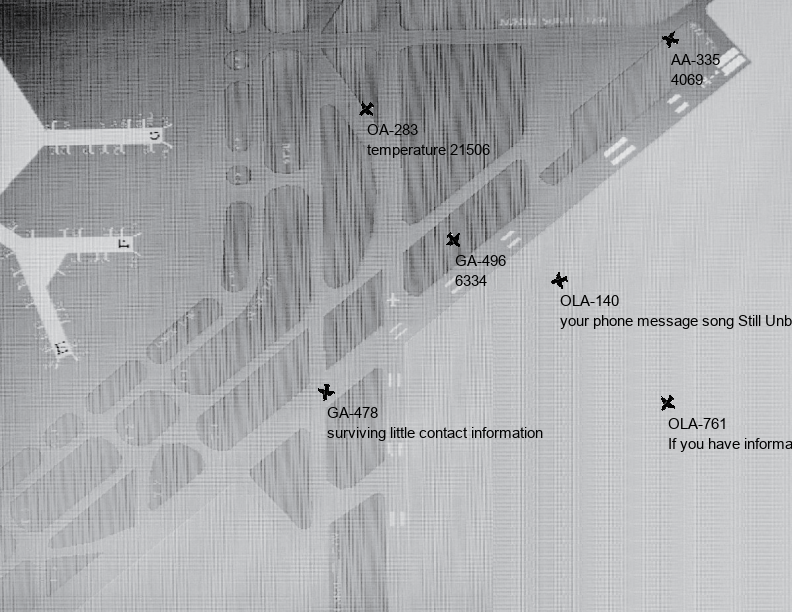 AA-335
4069
OA-283
temperature 21506
GA-496
6334
OLA-140
your phone message song Still Unb
OLA-761
If you have informa
GA-478
surviving little contact information